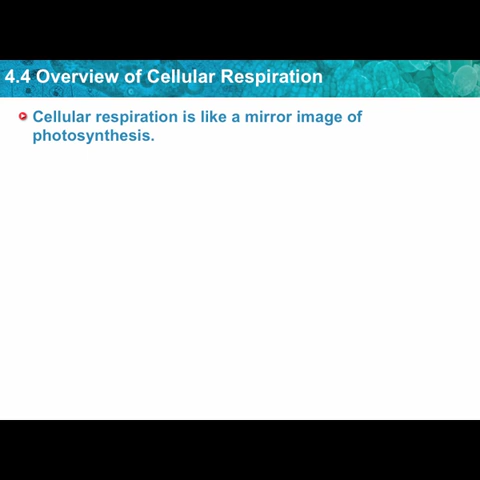 4.4 Overview of Cellular Respiration
Cellular respiration is like a mirror image of
photosynthesis.